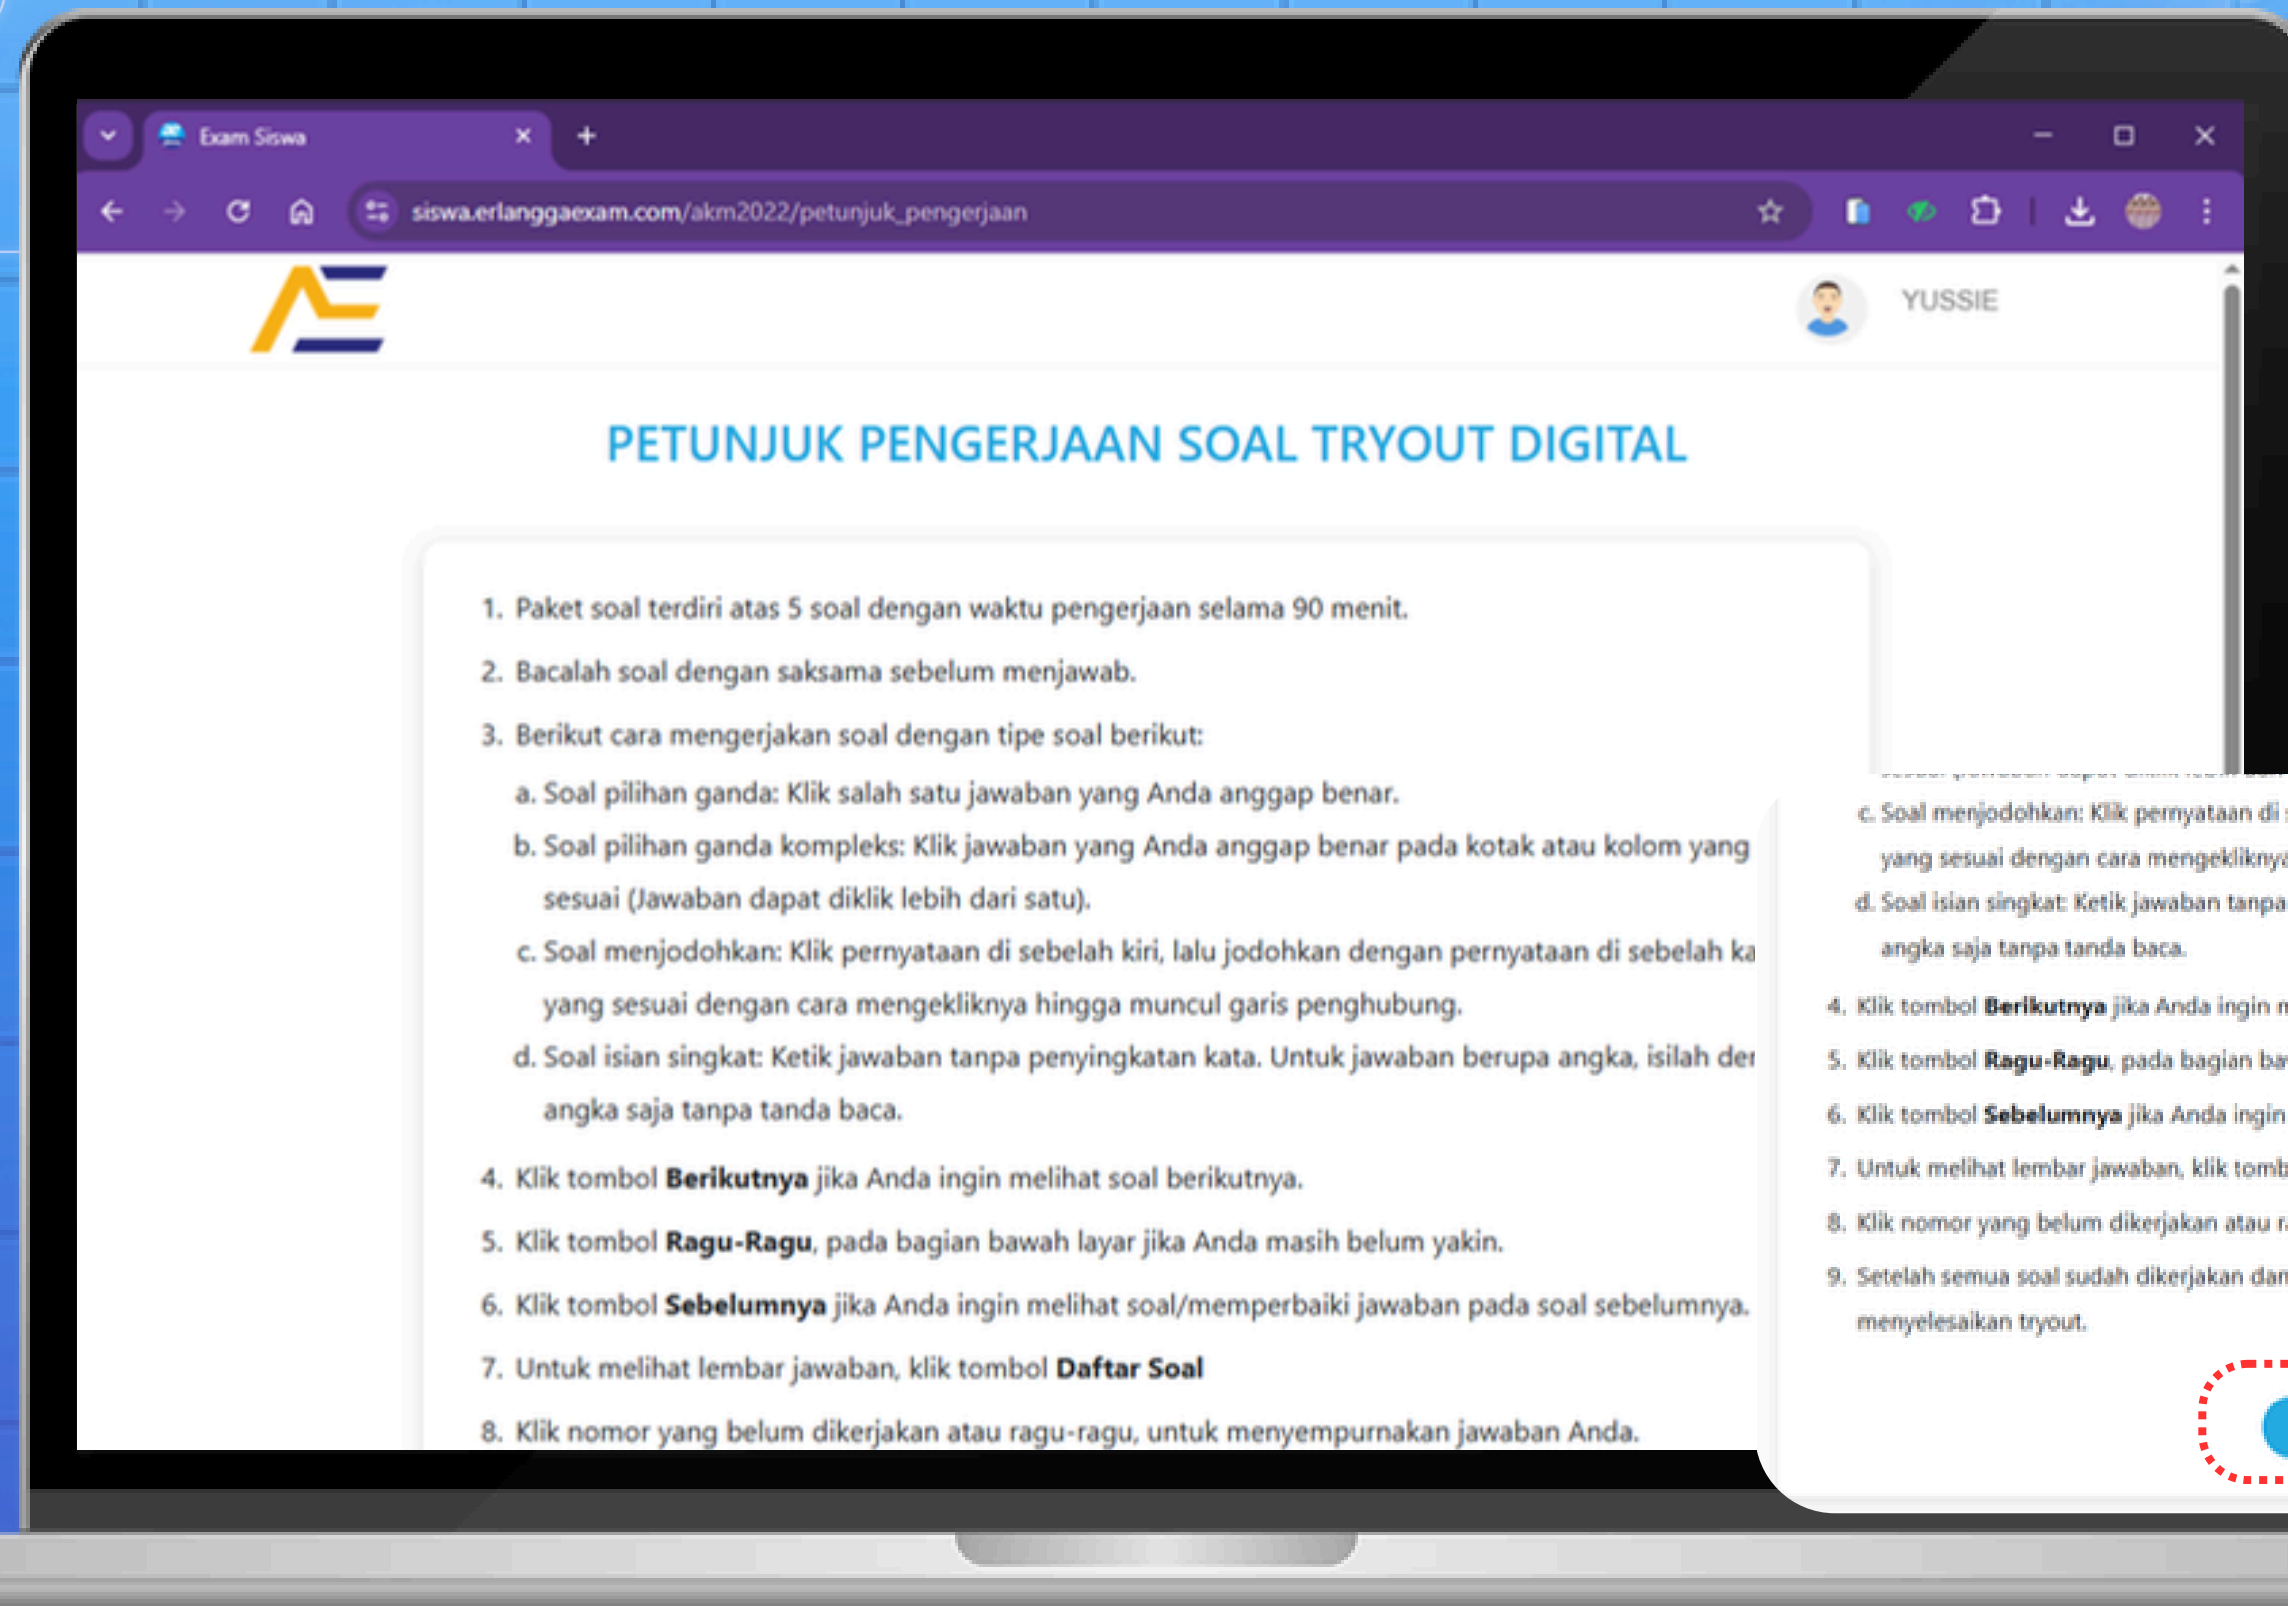 Exam Siswa
siswa.erlanggaexam.com/akm2022/petunjuk_pengerjaan
YUSSIE
PETUNJUK PENGERJAAN SOAL TRYOUT DIGITAL
1. Paket soal terdiri atas 5 soal dengan waktu pengerjaan selama 90 menit.
2. Bacalah soal dengan saksama sebelum menjawab.
3. Berikut cara mengerjakan soal dengan tipe soal berikut:
a. Soal pilihan ganda: Klik salah satu jawaban yang Anda anggap benar.
b. Soal pilihan ganda kompleks: Klik jawaban yang Anda anggap benar pada kotak atau kolom yang
sesuai (Jawaban dapat diklik lebih dari satu).
c. Soal menjodohkan: Klik pernyataan di sebelah kiri, lalu jodohkan dengan pernyataan di sebelah ka
yang sesuai dengan cara mengekliknya hingga muncul garis penghubung.
d. Soal isian singkat: Ketik jawaban tanpa penyingkatan kata. Untuk jawaban berupa angka, isilah
angka saja tanpa tanda baca.
4. Klik tombol Berikutnya jika Anda ingin melihat soal berikutnya.
5. Klik tombol Ragu-Ragu, pada bagian bawah layar jika Anda masih belum yakin.
6. Klik tombol Sebelumnya jika Anda ingin melihat soal/memperbaiki jawaban pada soal sebelumnya.
7. Untuk melihat lembar jawaban, klik tombol Daftar Soal
8. Klik nomor yang belum dikerjakan atau ragu-ragu, untuk menyempurnakan jawaban Anda.
c. Soal menjodohkan: Klik pernyataan di
yang sesuai dengan cara mengekliknya
d. Soal isian singkat: Ketik jawaban tanpa
angka saja tanpa tanda baca.
4. Klik tombol Berikutnya jika Anda ingin
5. Klik tombol Ragu-Ragu, pada bagian
6. Klik tombol Sebelumnya jika Anda ingin
7. Untuk melihat lembar jawaban, klik
8. Klik nomor yang belum dikerjakan atau
9. Setelah semua soal sudah dikerjakan dan
menyelesaikan tryout.